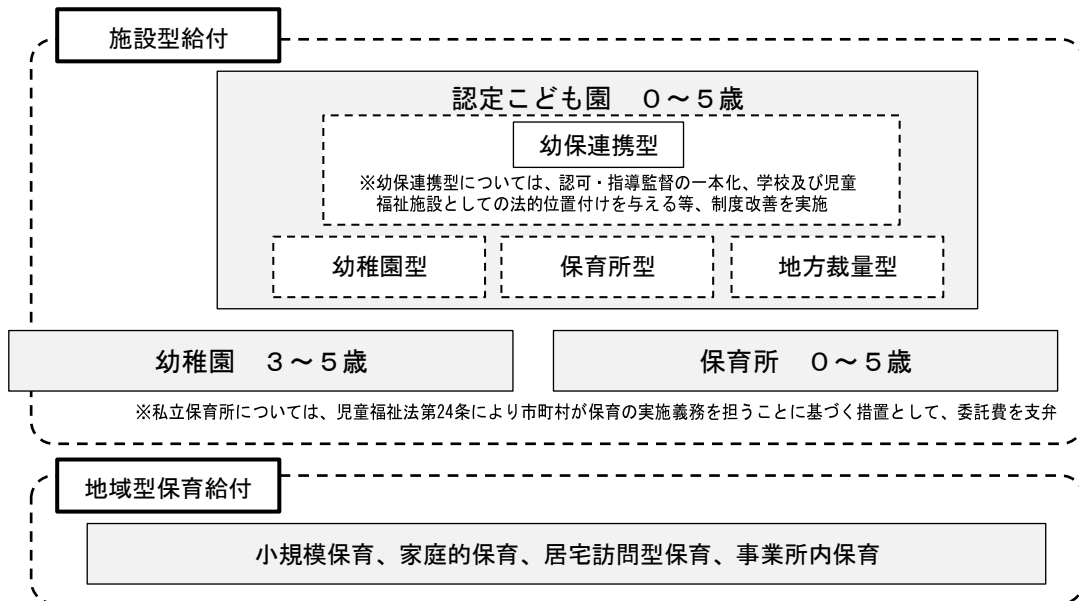 施設型給付
認定こども園　０～５歳
幼保連携型
※幼保連携型については、認可・指導監督の一本化、学校及び児童
福祉施設としての法的位置付けを与える等、制度改善を実施
幼稚園型
保育所型
地方裁量型
幼稚園　３～５歳
保育所　０～５歳
※私立保育所については、児童福祉法第24条により市町村が保育の実施義務を担うことに基づく措置として、委託費を支弁
地域型保育給付
小規模保育、家庭的保育、居宅訪問型保育、事業所内保育